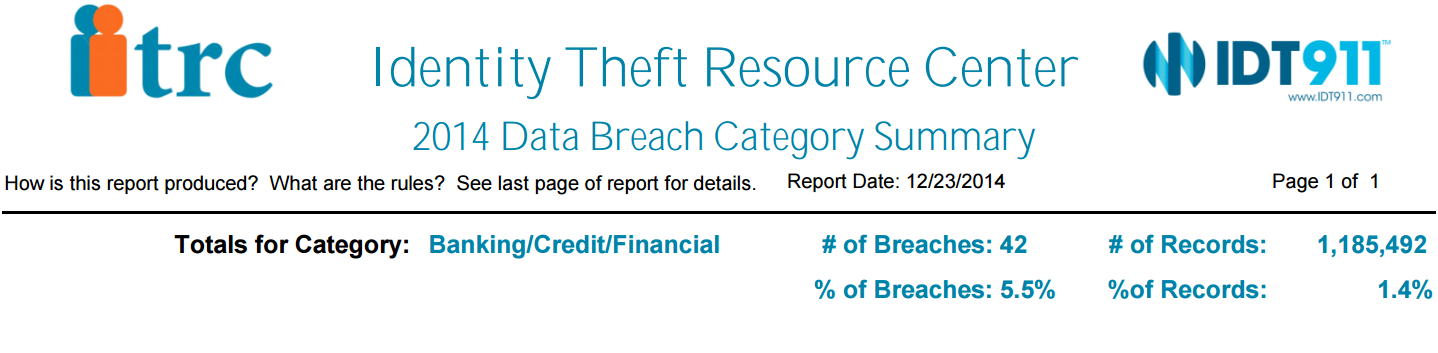 itrc
Identity Theft Resource Center
IDT911™
www.IDT911.com
2014 Data Breach Category Summary
How is this report produced?  What are the rules?  See last page of report for details.
Report Date: 12/23/2014
Page 1 of  1
Totals for Category: Banking/Credit/Financial # of Breaches: 42 # of Records: 1,185,492
% of Breaches: 5.5% %of Records: 1.4%